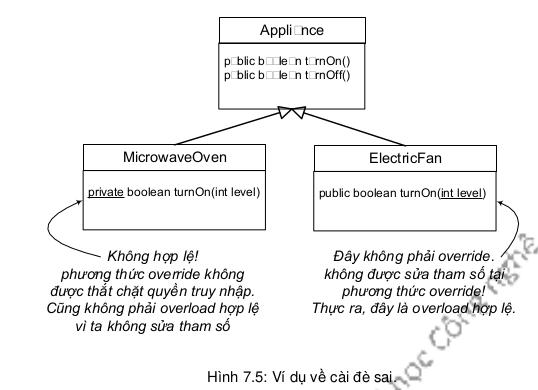 Appli□nce
p□blic b□□le□n t□rnOn()
p□blic b□□le□n t□rnOff()
MicrowaveOven
private boolean turnOn(int level)
ElectricFan
public boolean turnOn(int level)
Không hợp lệ!
phương thức override không
được thắt chặt quyền truy nhập.
Cũng không phải overload hợp lệ
vì ta không sửa tham số
Đây không phải override.
không được sửa tham số tại
phương thức override!
Thực ra, đây là overload hợp lệ.
học Công nghệ
Hình 7.5: Ví dụ về cài đè sai.